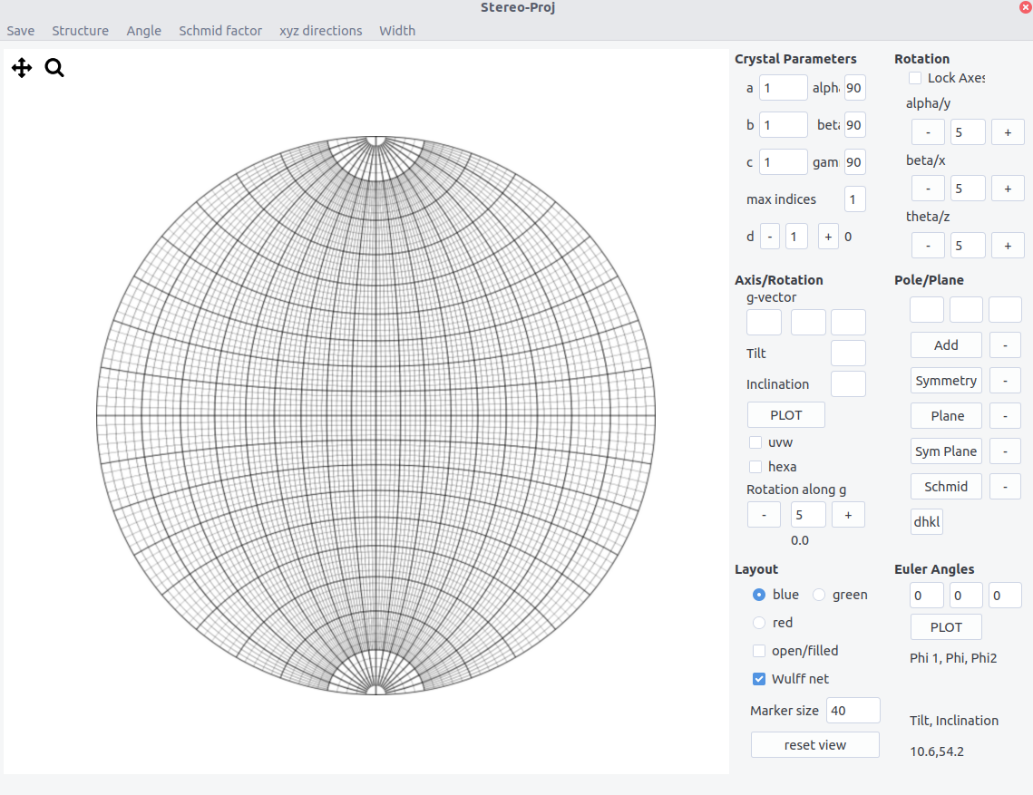 Stereo-Proj
Save Structure Angle Schmid factor xyz directions Width
Crystal Parameters
a 1 alph 90
b 1 beta 90
c 1 gam 90
max indices 1
d - 1 + 0
Rotation
Lock Axes
alpha/y
- 5 +
beta/x
- 5 +
theta/z
- 5 +
Axis/Rotation
g-vector
Tilt
Inclination
PLOT
uvw
hexa
Rotation along g
- 5 +
0.0
Pole/Plane
Add -
Symmetry -
Plane -
Sym Plane -
Schmid -
dhkl
Layout
blue green
red
open/filled
Wulff net
Marker size 40
reset view
Euler Angles
0 0 0
PLOT
Phi 1, Phi, Phi2
Tilt, Inclination
10.6,54.2